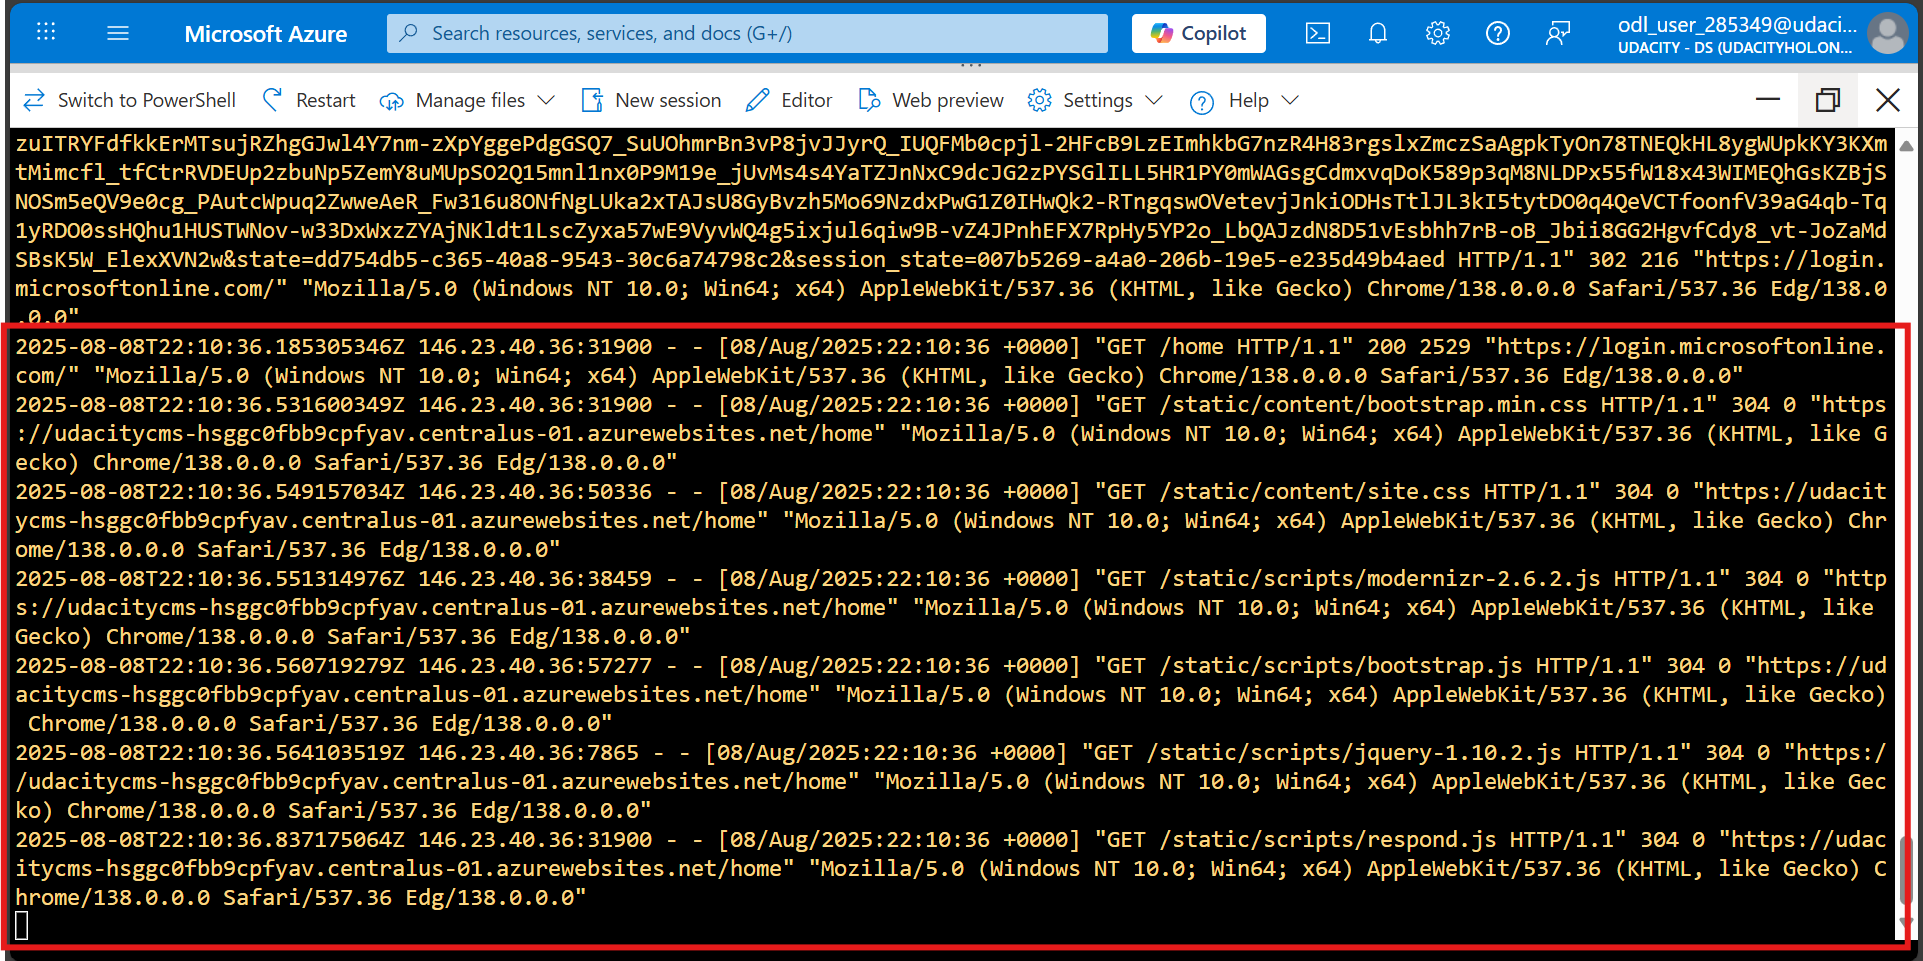 Microsoft Azure
Search resources, services, and docs (G+/)
Copilot
odl_user_285349@udaci...
UDACITY - DS (UDACITYHOL.ON...
Switch to PowerShell Restart Manage files New session Editor Web preview Settings Help
zuITRYFdfkkErMTsujRZhgGJwl4Y7nm-zXpYggePdgGSQ7_SuUOhmrBn3vP8jvJJyrQ_IUQFMb0cpjl-2HFcB9LzEImhkbG7nzR4H83rgslxZmczSaAgpkTyOn78TNEQkHL8ygWUpkKY3KXm
tMimcfl_tfCtrRVDEUp2zbuNp5ZemY8uMUpSO2Q15mnl1nx0P9M19e_jUvMs4s4YaTZJnNxC9dcJG2zPYSGlILL5HR1PY0mWAGsgCdmxvqDoK589p3qM8NLDPx55fW18x43WIMEQhGsKZBjS
NOSm5eQV9e0cg_PAutcWpuq2ZwweAeR_Fw316u8ONfNgLUka2xTAJsU8GyBvzh5Mo69NzdxPwG1Z0IHwQk2-RTngqswOVetevjJnkiODHsTtlJL3kI5tytDO0q4QeVCTfoonfV39aG4qb-Tq
1yRDO0ssHQhu1HUSTWNov-w33DxWxzZYAjNKldt1LscZyxa57wE9VyvWQ4g5ixjul6qiw9B-vZ4JPnhEFX7RpHy5YP2o_LbQAJzdN8D51vEsbhh7rB-oB_Jbii8GG2HgvfCdy8_vt-JoZaMd
SBsK5W_ElexXVN2w&state=dd754db5-c365-40a8-9543-30c6a74798c2&session_state=007b5269-a4a0-206b-19e5-e235d49b4aed HTTP/1.1" 302 216 "https://login.
microsoftonline.com/" "Mozilla/5.0 (Windows NT 10.0; Win64; x64) AppleWebKit/537.36 (KHTML, like Gecko) Chrome/138.0.0.0 Safari/537.36 Edg/138.0
.0.0"
2025-08-08T22:10:36.185305346Z 146.23.40.36:31900 - - [08/Aug/2025:22:10:36 +0000] "GET /home HTTP/1.1" 200 2529 "https://login.microsoftonline.
com/" "Mozilla/5.0 (Windows NT 10.0; Win64; x64) AppleWebKit/537.36 (KHTML, like Gecko) Chrome/138.0.0.0 Safari/537.36 Edg/138.0.0.0"
2025-08-08T22:10:36.531600349Z 146.23.40.36:31900 - - [08/Aug/2025:22:10:36 +0000] "GET /static/content/bootstrap.min.css HTTP/1.1" 304 0 "https
://udacitycms-hsggc0fbb9cpfyav.centralus-01.azurewebsites.net/home" "Mozilla/5.0 (Windows NT 10.0; Win64; x64) AppleWebKit/537.36 (KHTML, like G
ecko) Chrome/138.0.0.0 Safari/537.36 Edg/138.0.0.0"
2025-08-08T22:10:36.549157034Z 146.23.40.36:50336 - - [08/Aug/2025:22:10:36 +0000] "GET /static/content/site.css HTTP/1.1" 304 0 "https://udacit
ycms-hsggc0fbb9cpfyav.centralus-01.azurewebsites.net/home" "Mozilla/5.0 (Windows NT 10.0; Win64; x64) AppleWebKit/537.36 (KHTML, like Gecko) Chr
ome/138.0.0.0 Safari/537.36 Edg/138.0.0.0"
2025-08-08T22:10:36.551314976Z 146.23.40.36:38459 - - [08/Aug/2025:22:10:36 +0000] "GET /static/scripts/modernizr-2.6.2.js HTTP/1.1" 304 0 "http
s://udacitycms-hsggc0fbb9cpfyav.centralus-01.azurewebsites.net/home" "Mozilla/5.0 (Windows NT 10.0; Win64; x64) AppleWebKit/537.36 (KHTML, like
Gecko) Chrome/138.0.0.0 Safari/537.36 Edg/138.0.0.0"
2025-08-08T22:10:36.560719279Z 146.23.40.36:57277 - - [08/Aug/2025:22:10:36 +0000] "GET /static/scripts/bootstrap.js HTTP/1.1" 304 0 "https://ud
acitycms-hsggc0fbb9cpfyav.centralus-01.azurewebsites.net/home" "Mozilla/5.0 (Windows NT 10.0; Win64; x64) AppleWebKit/537.36 (KHTML, like Gecko)
Chrome/138.0.0.0 Safari/537.36 Edg/138.0.0.0"
2025-08-08T22:10:36.564103519Z 146.23.40.36:7865 - - [08/Aug/2025:22:10:36 +0000] "GET /static/scripts/jquery-1.10.2.js HTTP/1.1" 304 0 "https:/
/udacitycms-hsggc0fbb9cpfyav.centralus-01.azurewebsites.net/home" "Mozilla/5.0 (Windows NT 10.0; Win64; x64) AppleWebKit/537.36 (KHTML, like Gec
ko) Chrome/138.0.0.0 Safari/537.36 Edg/138.0.0.0"
2025-08-08T22:10:36.837175064Z 146.23.40.36:31900 - - [08/Aug/2025:22:10:36 +0000] "GET /static/scripts/respond.js HTTP/1.1" 304 0 "https://udac
itycms-hsggc0fbb9cpfyav.centralus-01.azurewebsites.net/home" "Mozilla/5.0 (Windows NT 10.0; Win64; x64) AppleWebKit/537.36 (KHTML, like Gecko) C
hrome/138.0.0.0 Safari/537.36 Edg/138.0.0.0"